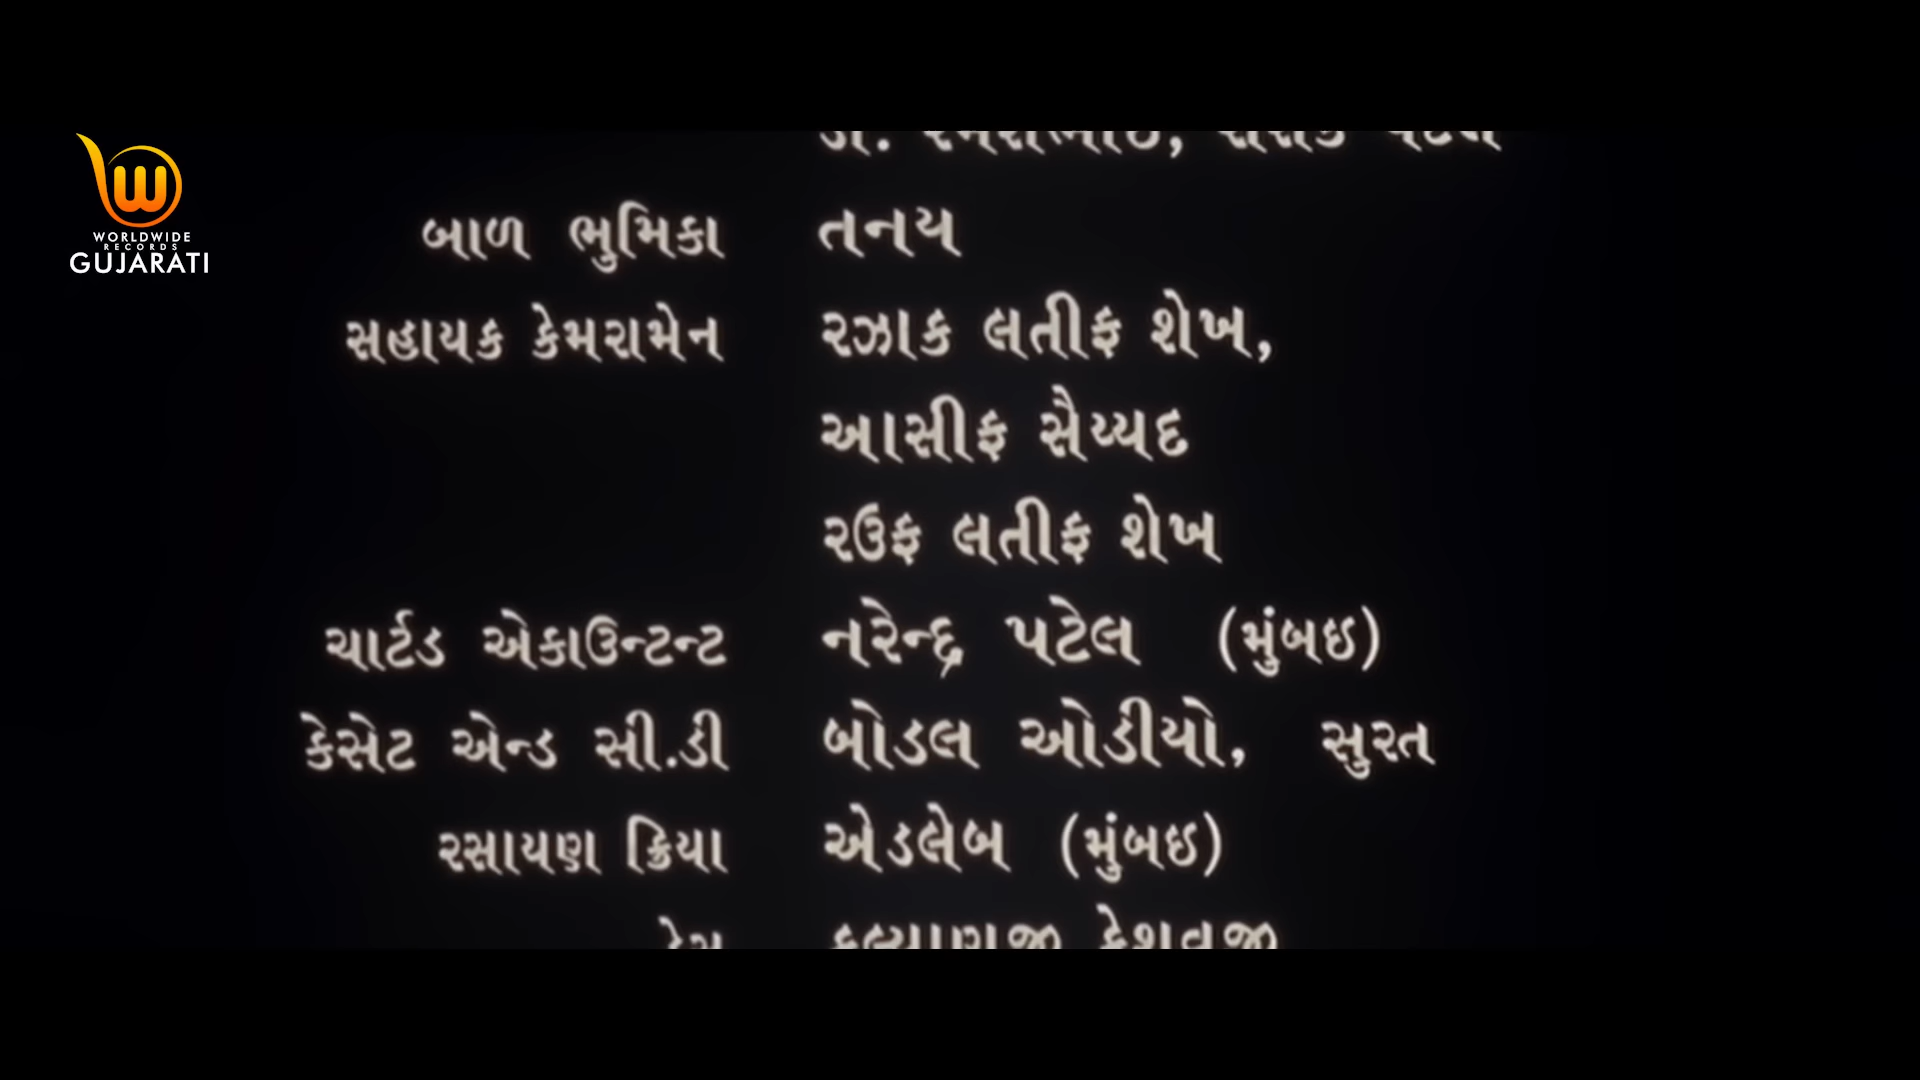 WORLDWIDE
RECORDS
GUJARATI
બાળ ભુમિકા તનય
સહાયક કેમરામેન રઝાક લતીફ શેખ,
આસીફ સૈય્યદ
રઉફ લતીફ શેખ
ચાર્ટડ એકાઉન્ટન્ટ નરેન્દ્ર પટેલ (મુંબઇ)
કેસેટ એન્ડ સી.ડી બોડલ ઓડીયો, સુરત
રસાયણ ક્રિયા એડલેબ (મુંબઇ)